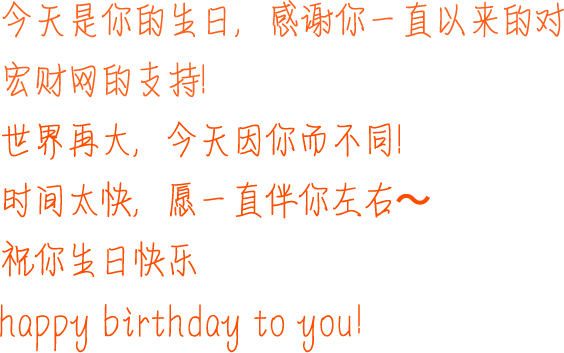 今天是你的生日，感谢你一直以来的对
宏财网的支持!
世界再大，今天因你而不同!
时间太快，愿一直伴你左右～
祝你生日快乐
happy birthday to you!